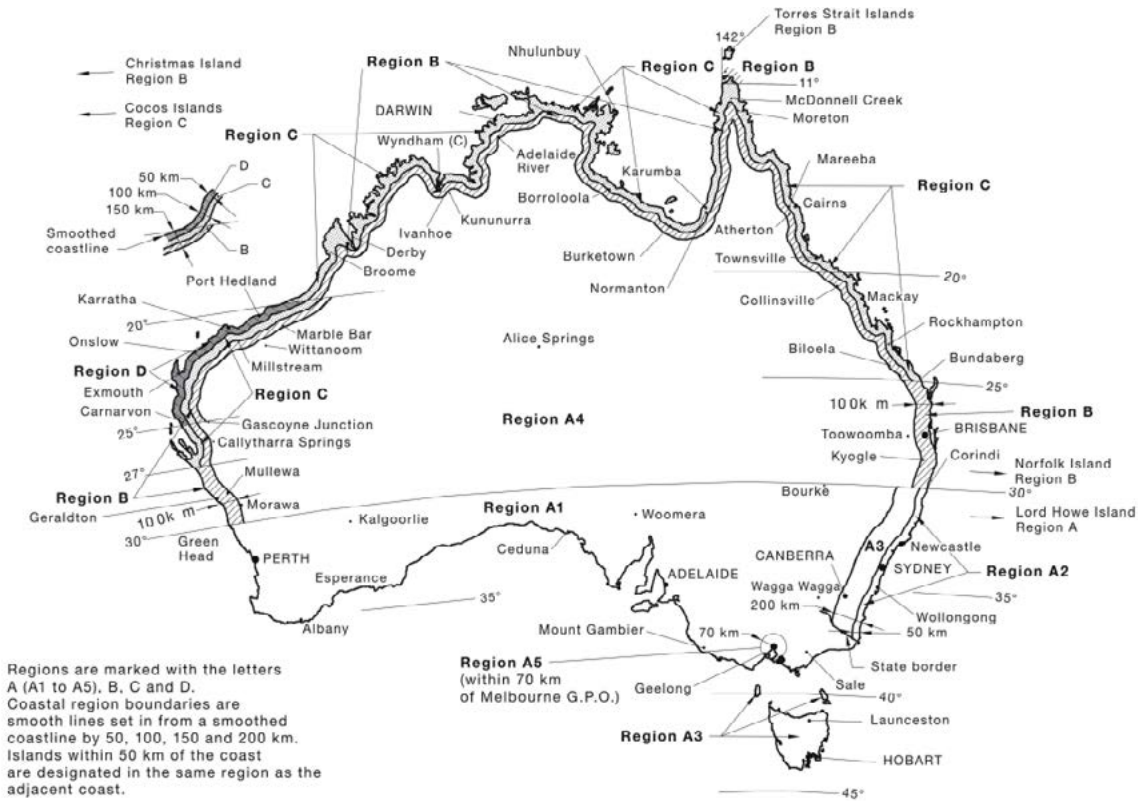 Torres Strait Islands
Region B
142°
Nhulunbuy
Christmas Island
Region B
Region B
Region C
Region B
11°
Cocos Islands
Region C
DARWIN
McDonnell Creek
Moreton
Region C
Wyndham (C)
D
50 km
C
100 km
150 km
Adelaide
River
Karumba
Mareeba
Region C
Borroloola
Cairns
Smoothed
coastline
B
Ivanhoe
Kununurra
Atherton
Derby
Burketown
Townsville
Port Hedland
Broome
20°
Karratha
Normanton
Collinsville
Mackay
20°
Marble Bar
Alice Springs
Rockhampton
Onslow
Wittanoom
Biloela
Millstream
Bundaberg
Region D
Exmouth
Region C
25°
Carnarvon
100k m
Region B
Gascoyne Junction
Region A4
25°
Toowoomba
BRISBANE
Callytharra Springs
Kyogle
Corindi
27°
Mullewa
Norfolk Island
Region B
Region B
Bourke
30°
Geraldton
100k m
Morawa
Region A1
Woomera
Lord Howe Island
Region A
30°
Kalgoorlie
Green
Head
Ceduna
A3
Newcastle
PERTH
CANBERRA
SYDNEY
Esperance
ADELAIDE
Region A2
Wagga Wagga
35°
35°
200 km
Wollongong
Albany
Mount Gambier
70 km
50 km
Region A5
(within 70 km
of Melbourne G.P.O.)
State border
Geelong
Sale
40°
Launceston
Region A3
HOBART
45°
Regions are marked with the letters
A (A1 to A5), B, C and D.
Coastal region boundaries are
smooth lines set in from a smoothed
coastline by 50, 100, 150 and 200 km.
Islands within 50 km of the coast
are designated in the same region as the
adjacent coast.